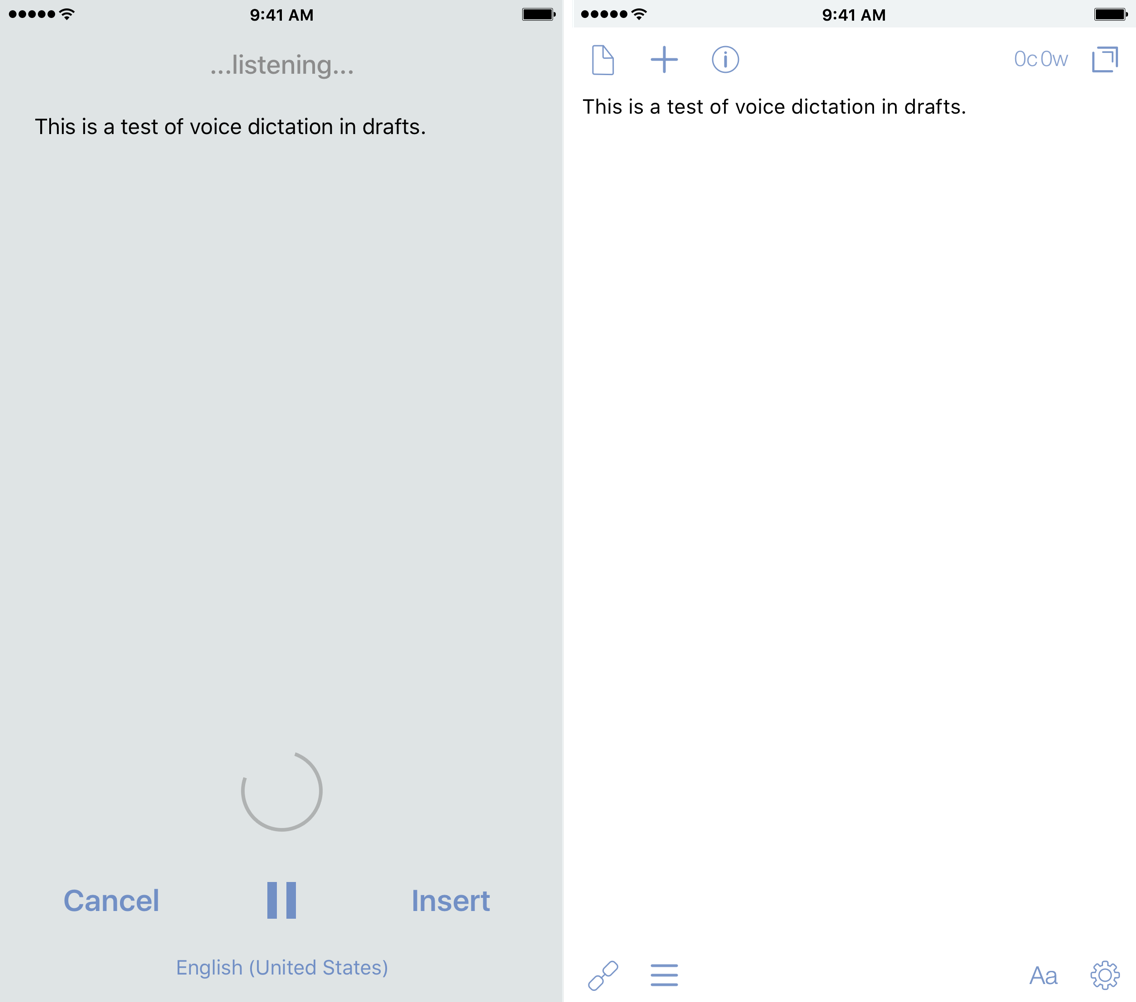 9:41 AM
...listening...
This is a test of voice dictation in drafts.
Cancel
Insert
English (United States)
9:41 AM
0c 0w
This is a test of voice dictation in drafts.
Aa